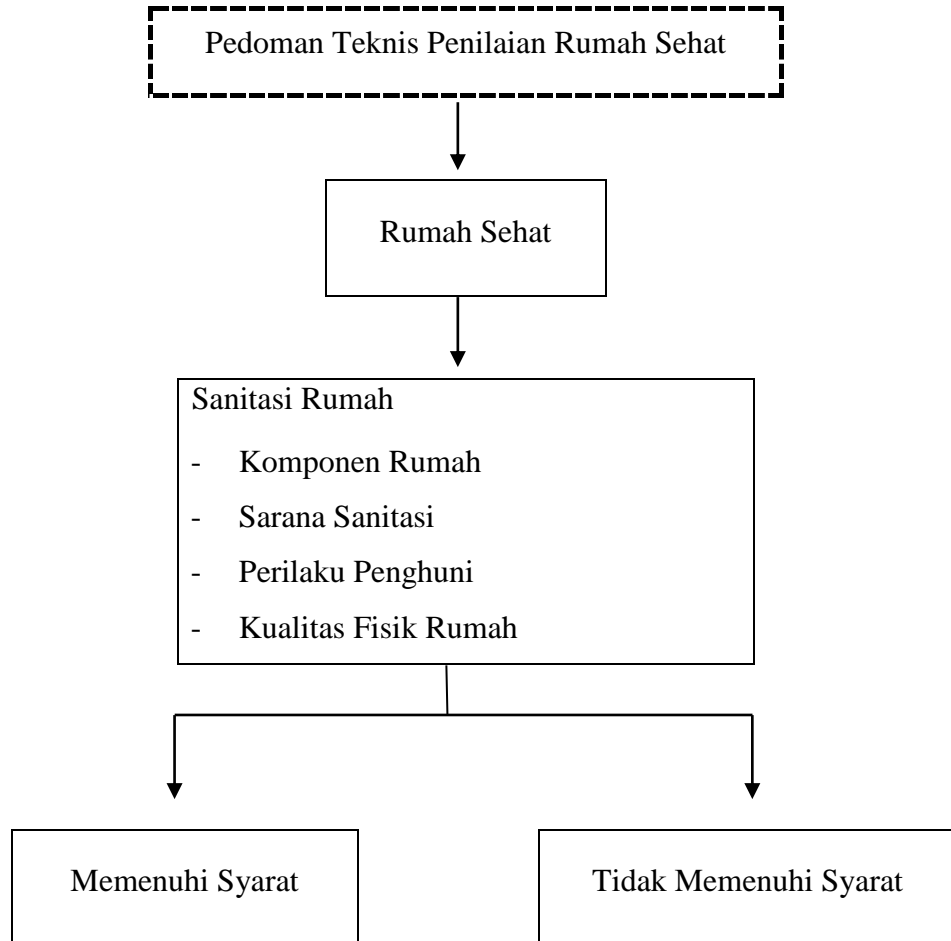 Pedoman Teknis Penilaian Rumah Sehat
Rumah Sehat
Sanitasi Rumah
- Komponen Rumah
- Sarana Sanitasi
- Perilaku Penghuni
- Kualitas Fisik Rumah
Memenuhi Syarat
Tidak Memenuhi Syarat